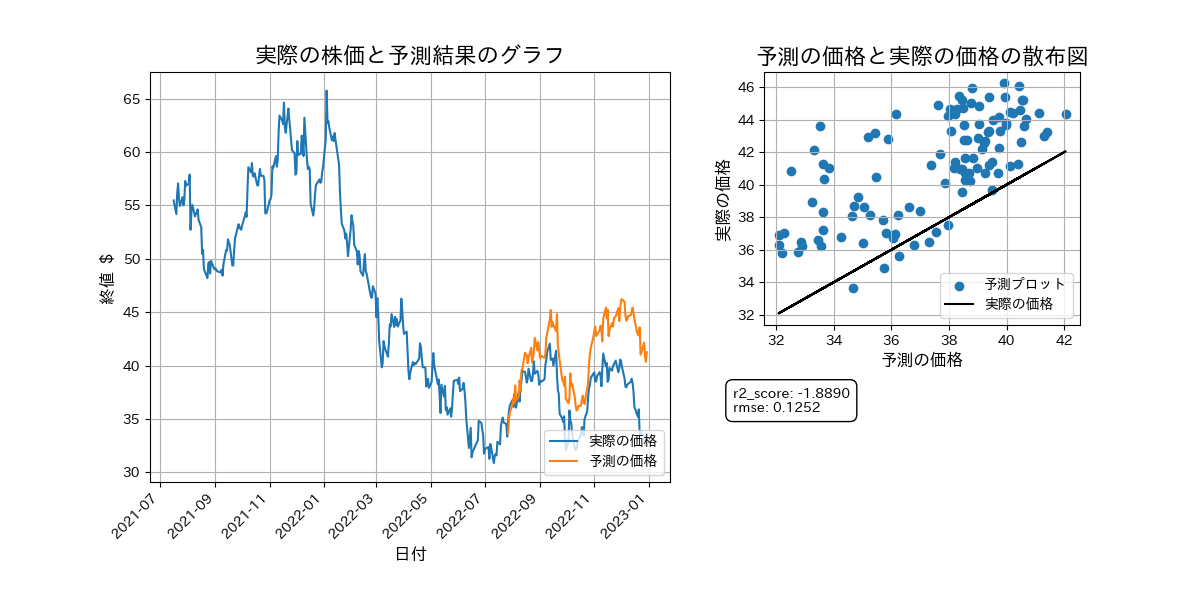 実際の株価と予測結果のグラフ
終値 $
65
60
55
50
45
40
35
30
2021-07
2021-09
2021-11
2022-01
2022-03
2022-05
2022-07
2022-09
2022-11
2023-01
日付
実際の価格
予測の価格
予測の価格と実際の価格の散布図
実際の価格
46
44
42
40
38
36
34
32
32
34
36
38
40
42
予測の価格
予測プロット
実際の価格
r2_score: -1.8890
rmse: 0.1252